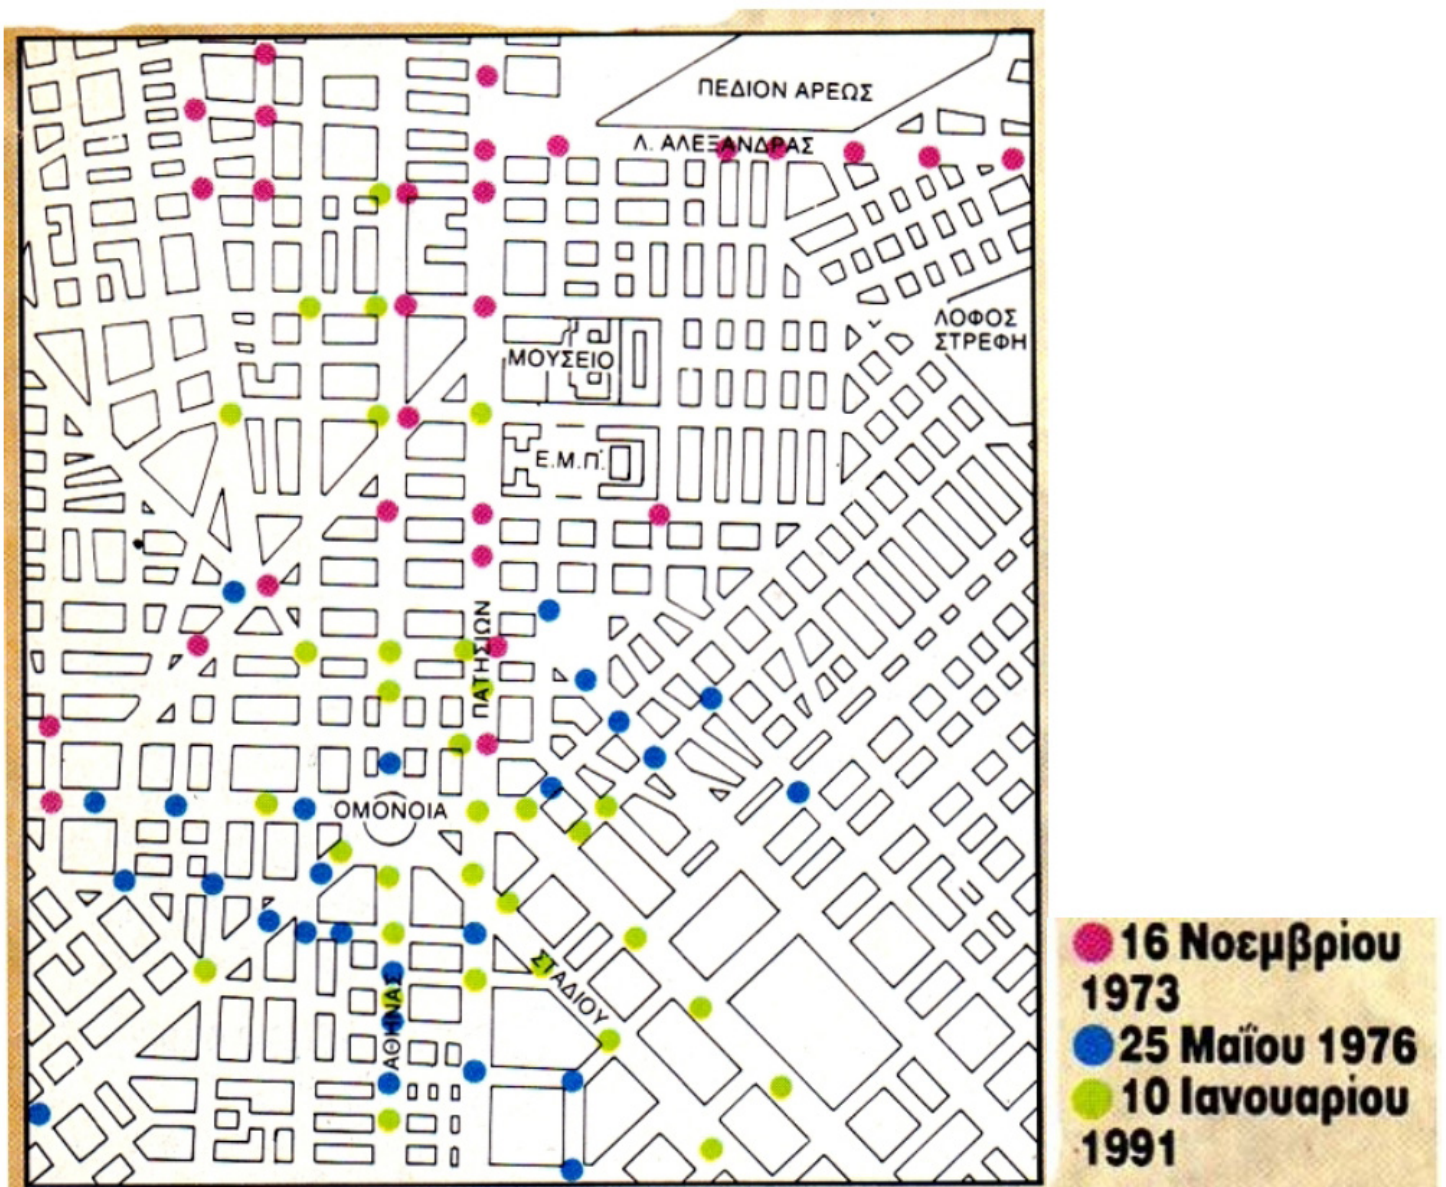 ΠΕΔΙΟΝ ΑΡΕΩΣ
Λ. ΑΛΕΞΑΝΔΡΑΣ
ΛΟΦΟΣ
ΣΤΡΕΦΗ
ΜΟΥΣΕΙΟ
Ε.Μ.Π.
ΠΑΤΗΣΙΩΝ
ΟΜΟΝΟΙΑ
ΣΤΑΔΙΟΥ
ΑΘΗΝΑΣ
16 Νοεμβρίου
1973
25 Μαΐου 1976
10 Ιανουαρίου
1991